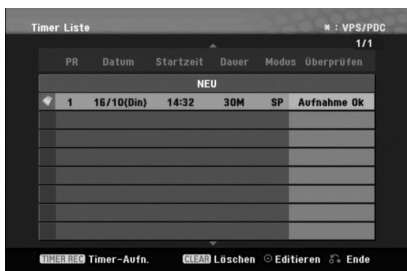 Timer Liste ✱ : VPS/PDC
1/1
PR Datum Startzeit Dauer Modus Überprüfen
NEU
1 16/10(Din) 14:32 30M SP Aufnahme Ok
TIMER REC Timer-Aufn. CLEAR Löschen ⊙ Editieren Ende